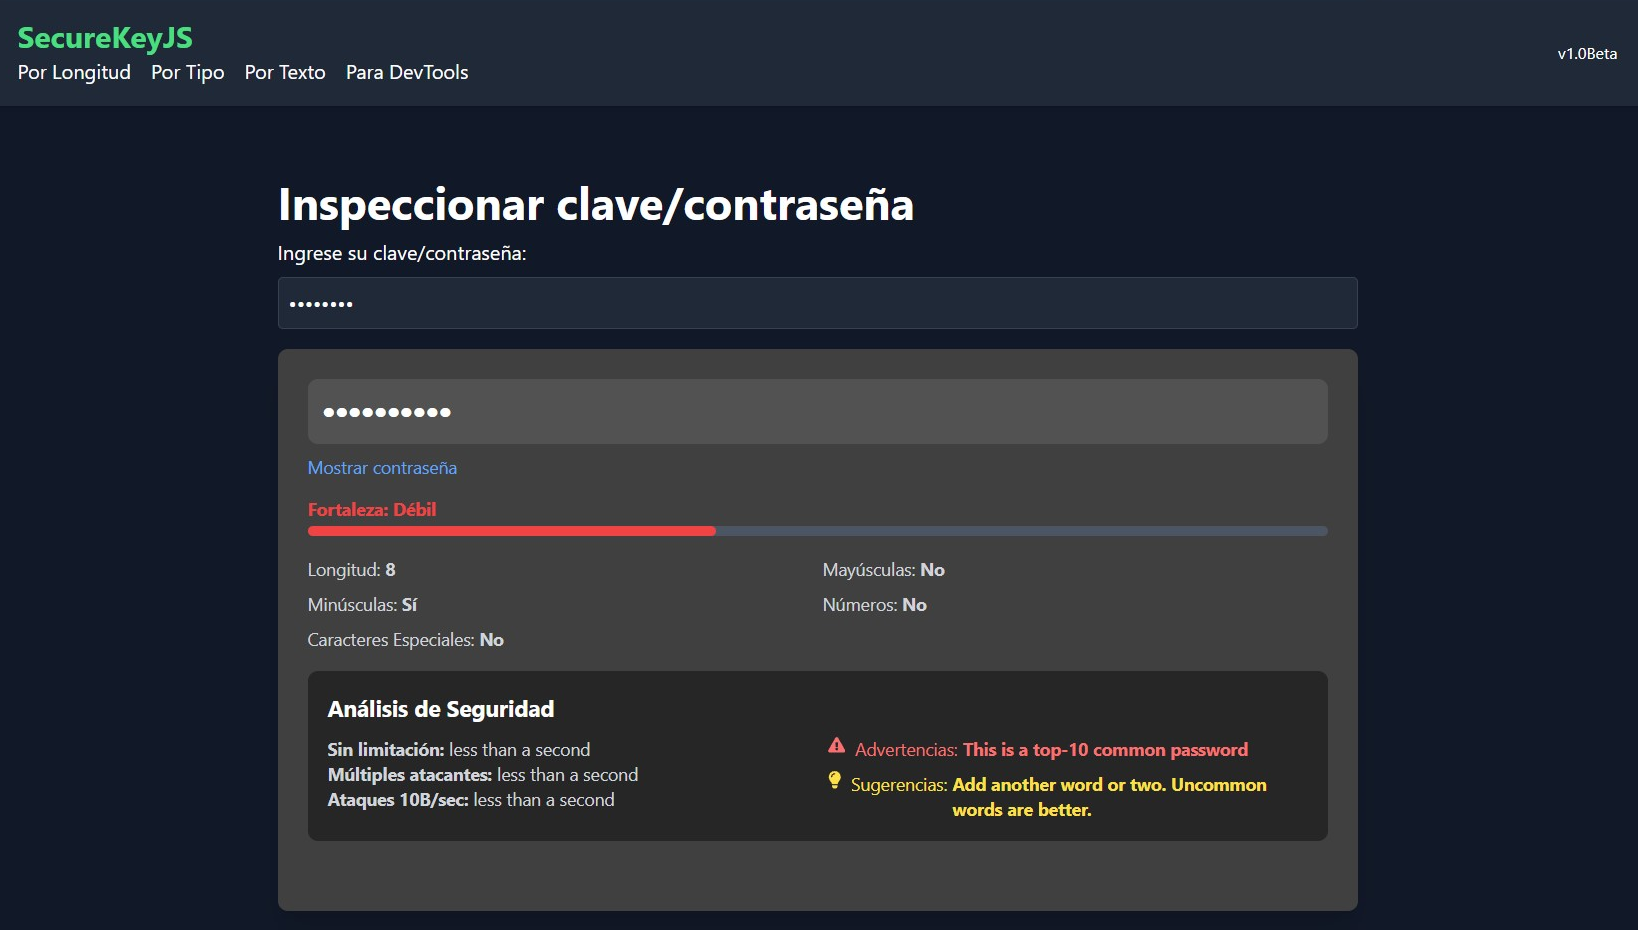 SecureKeyJS
Por Longitud Por Tipo Por Texto Para DevTools
v1.0Beta
Inspeccionar clave/contraseña
Ingrese su clave/contraseña:
••••••••
••••••••••
Mostrar contraseña
Fortaleza: Débil
Longitud: 8
Mayúsculas: No
Minúsculas: Sí
Números: No
Caracteres Especiales: No
Análisis de Seguridad
Sin limitación: less than a second
Múltiples atacantes: less than a second
Ataques 10B/sec: less than a second
Advertencias: This is a top-10 common password
Sugerencias: Add another word or two. Uncommon
words are better.